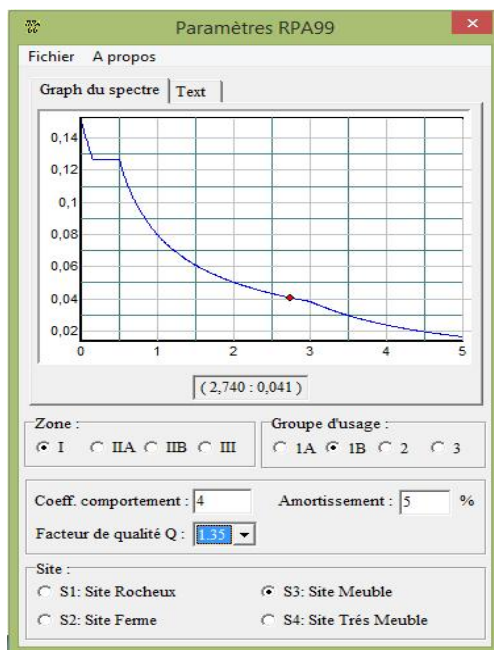 Paramètres RPA99
Fichier A propos
Graph du spectre Text
0,14
0,12
0,1
0,08
0,06
0,04
0,02
0 1 2 3 4 5
( 2,740 : 0,041 )
Zone : Groupe d'usage :
I IIA IIB III 1A 1B 2 3
Coeff. comportement : 4 Amortissement : 5 %
Facteur de qualité Q : 1.35
Site :
S1: Site Rocheux S3: Site Meuble
S2: Site Ferme S4: Site Trés Meuble